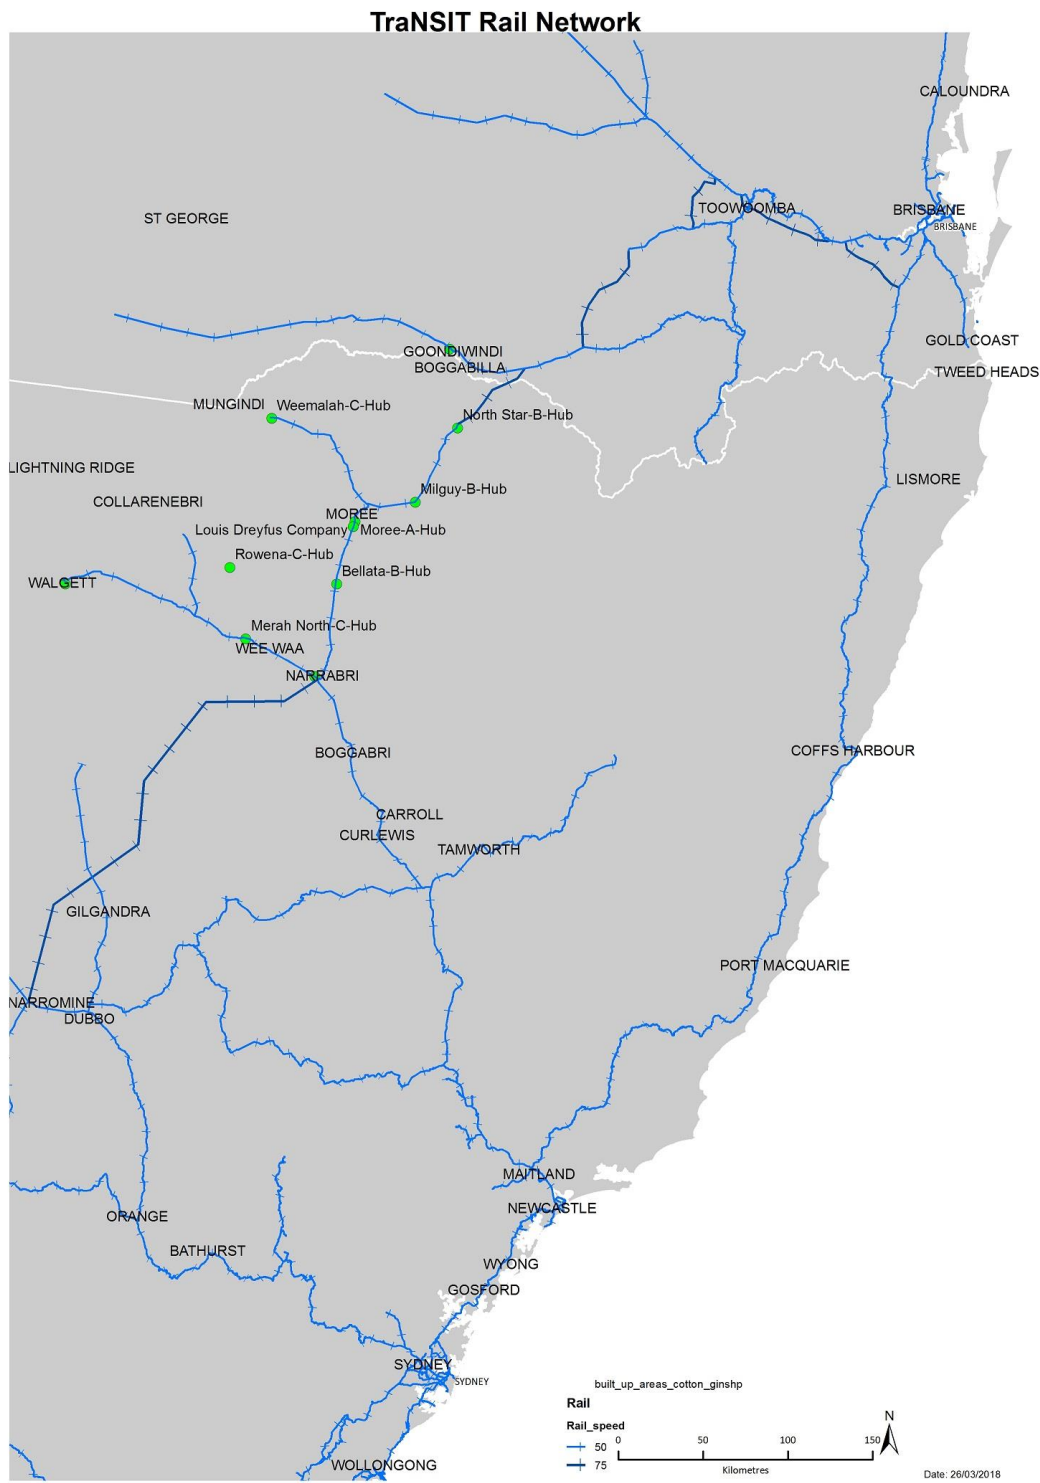 TraNSIT Rail Network
CALOUNDRA
TOOWOOMBA
BRISBANE
ST GEORGE
BRISBANE
GOLD COAST
GOONDIWINDI
BOGGABILLA
TWEED HEADS
MUNGINDI
Weemalah-C-Hub
North Star-B-Hub
LIGHTNING RIDGE
LISMORE
Milguy-B-Hub
COLLARENEBRI
MOREE
Louis Dreyfus Company
Moree-A-Hub
Rowena-C-Hub
Bellata-B-Hub
WALGETT
Merah North-C-Hub
WEE WAA
NARRABRI
COFFS HARBOUR
BOGGABRI
CARROLL
CURLEWIS
TAMWORTH
GILGANDRA
PORT MACQUARIE
NARROMINE
DUBBO
MAITLAND
NEWCASTLE
ORANGE
BATHURST
WYONG
GOSFORD
SYDNEY
SYDNEY
WOLLONGONG
built_up_areas_cotton_ginshp
Rail
Rail_speed
50
75
0 50 100 150
Kilometres
N
Date: 26/03/2018